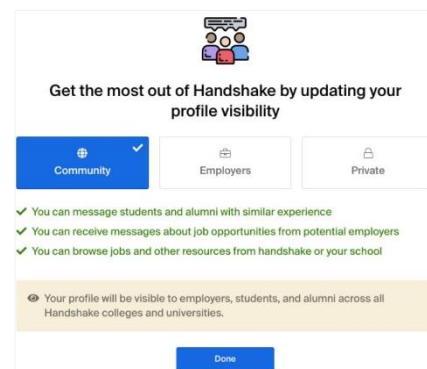 Get the most out of Handshake by updating your
profile visibility
Community
Employers
Private
You can message students and alumni with similar experience
You can receive messages about job opportunities from potential employers
You can browse jobs and other resources from handshake or your school
Your profile will be visible to employers, students, and alumni across all
Handshake colleges and universities.
Done